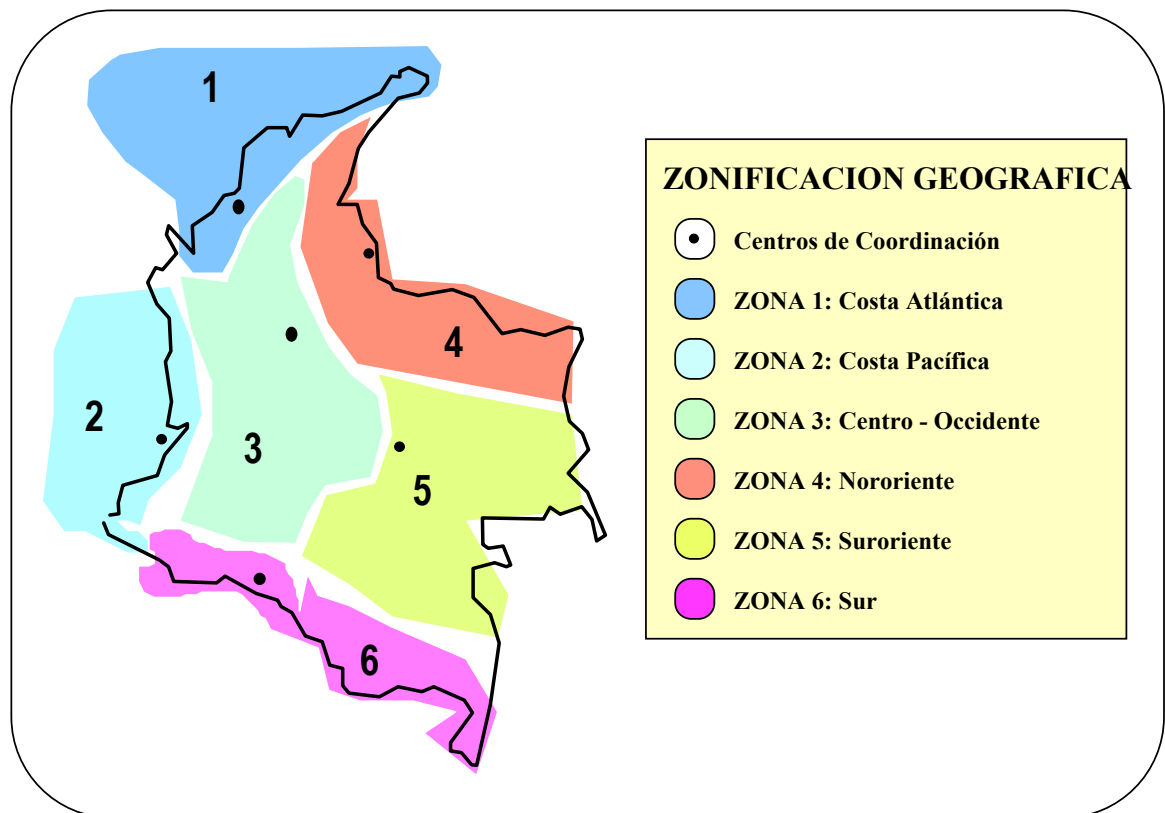 1
2
3
4
5
6
ZONIFICACION GEOGRAFICA
Centros de Coordinación
ZONA 1: Costa Atlántica
ZONA 2: Costa Pacífica
ZONA 3: Centro - Occidente
ZONA 4: Nororiente
ZONA 5: Suroriente
ZONA 6: Sur